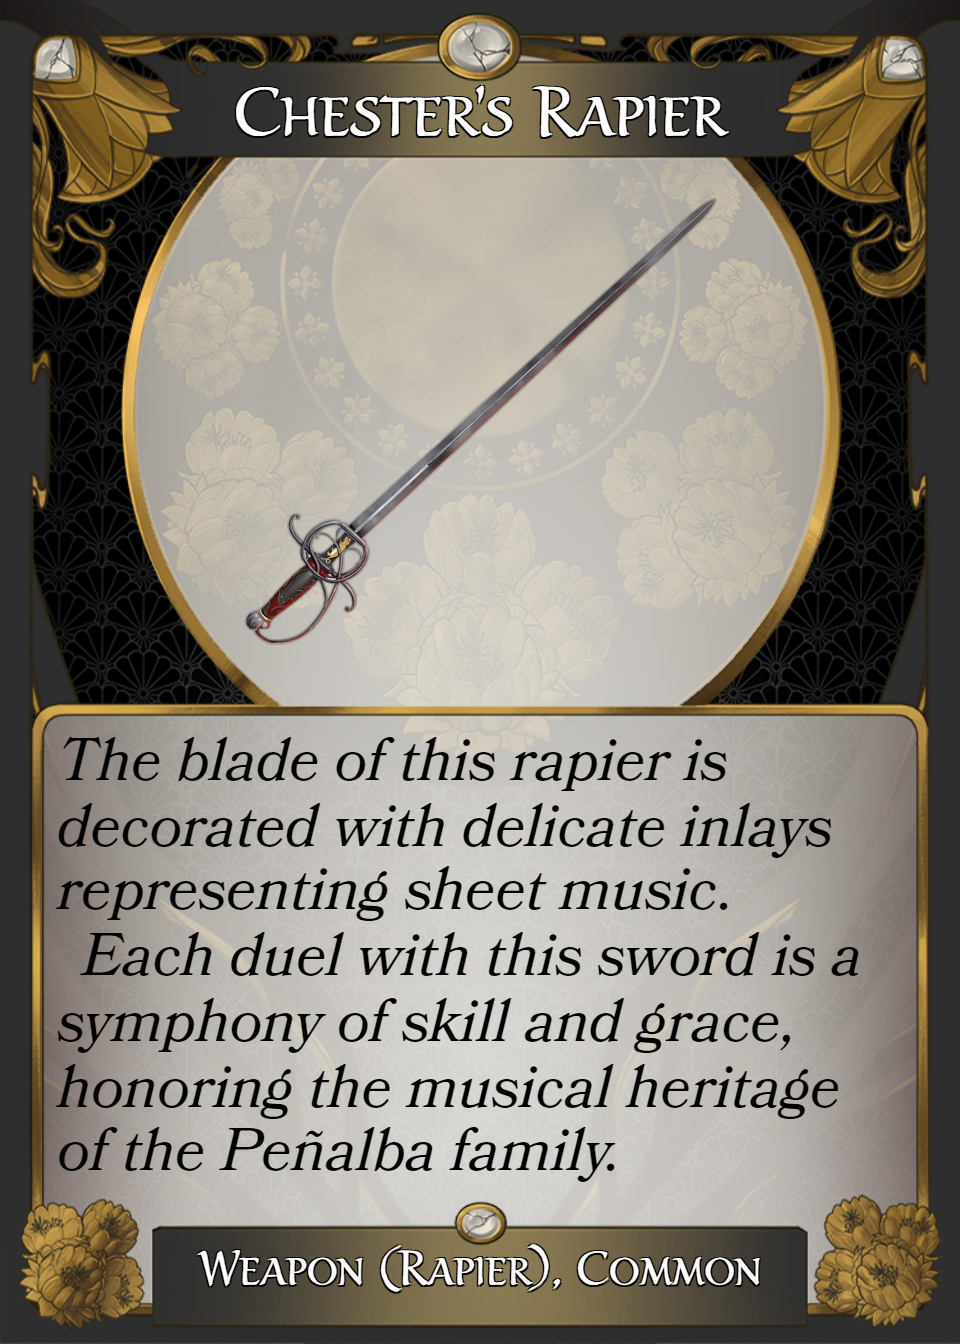 Chester's Rapier
The blade of this rapier is
decorated with delicate inlays
representing sheet music.
Each duel with this sword is a
symphony of skill and grace,
honoring the musical heritage
of the Peñalba family.
Weapon (Rapier), Common